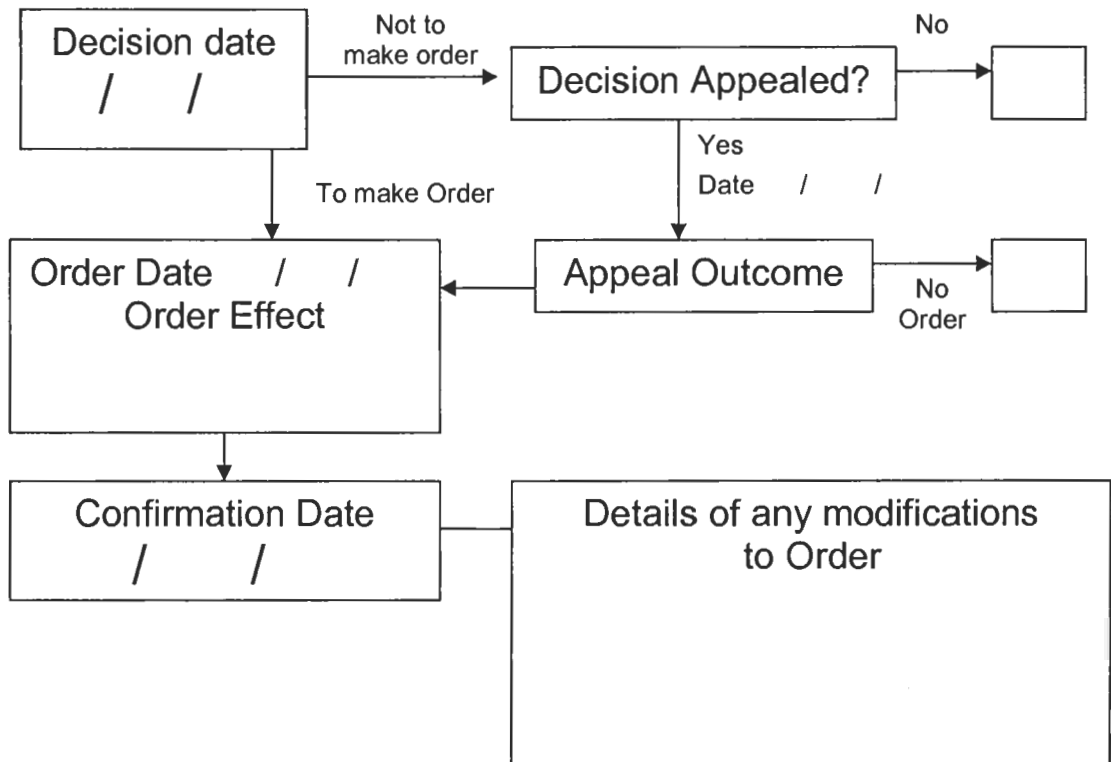 Decision date
/ /
Not to
make order
Decision Appealed?
No
Yes
Date / /
To make Order
Order Date / /
Order Effect
Appeal Outcome
No
Order
Confirmation Date
/ /
Details of any modifications
to Order